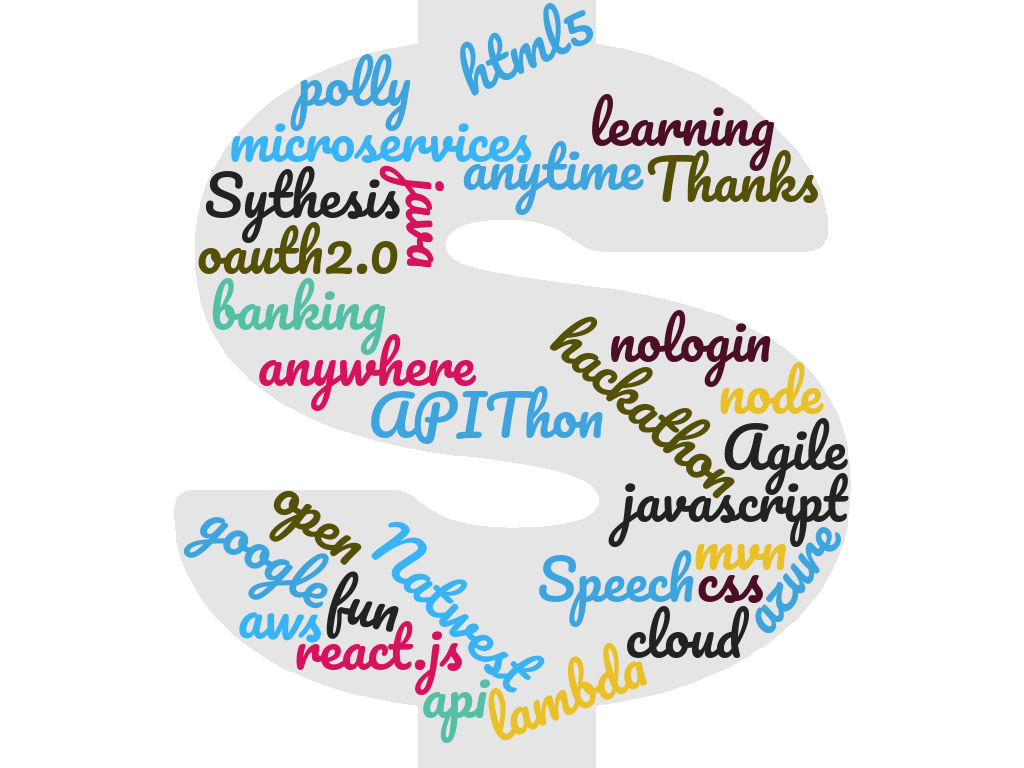 html5
polly
learning
microservices
anytime
Thanks
Sythesis
java
oauth2.0
banking
anywhere
nologin
hackathon
node
APIThon
Agile
javascript
open
google
Natwest
mvn
azure
Speech
css
fun
aws
cloud
react.js
api
lambda